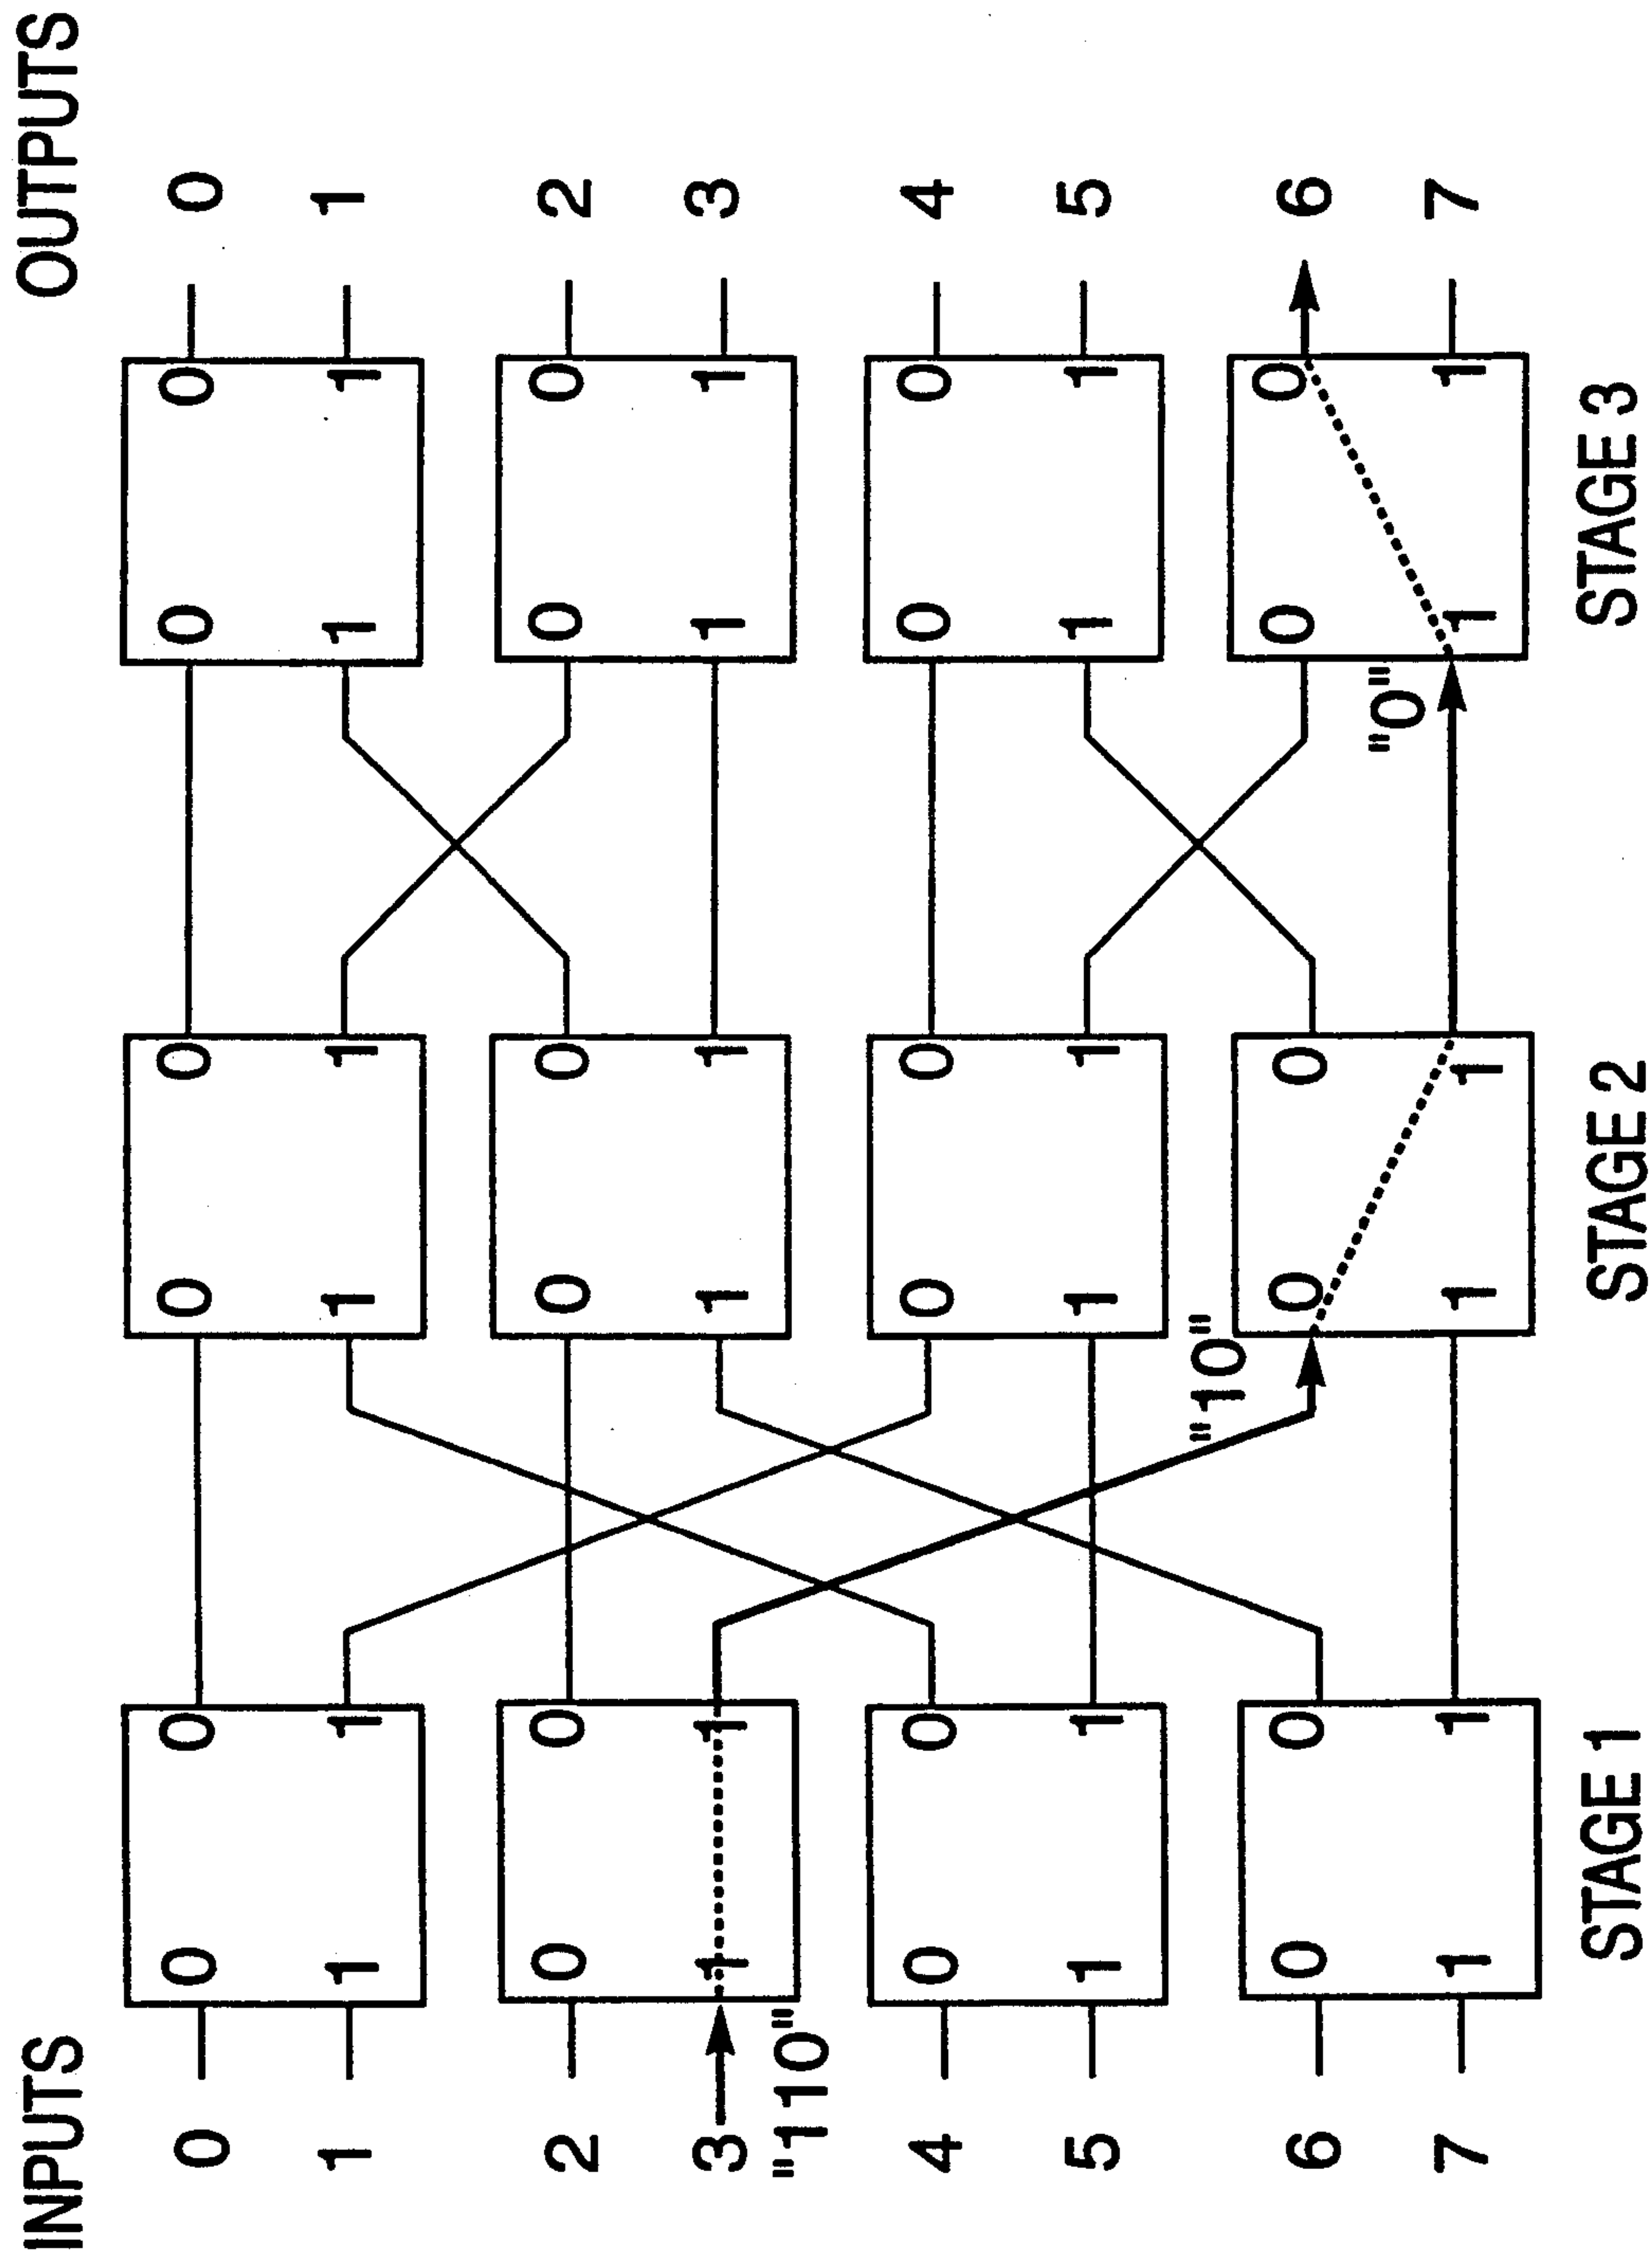 INPUTS OUTPUTS
0 0 0 0 0 0 0 0
1 1 1 1 1 1 1 1
2 0 0 0 0 0 0 2
3 1 1 1 1 1 1 3
"110"
4 0 0 0 0 0 0 4
5 1 1 1 1 1 1 5
"10"
6 0 0 0 0 0 0 6
"0"
7 1 1 1 1 1 1 7
STAGE 1 STAGE 2 STAGE 3